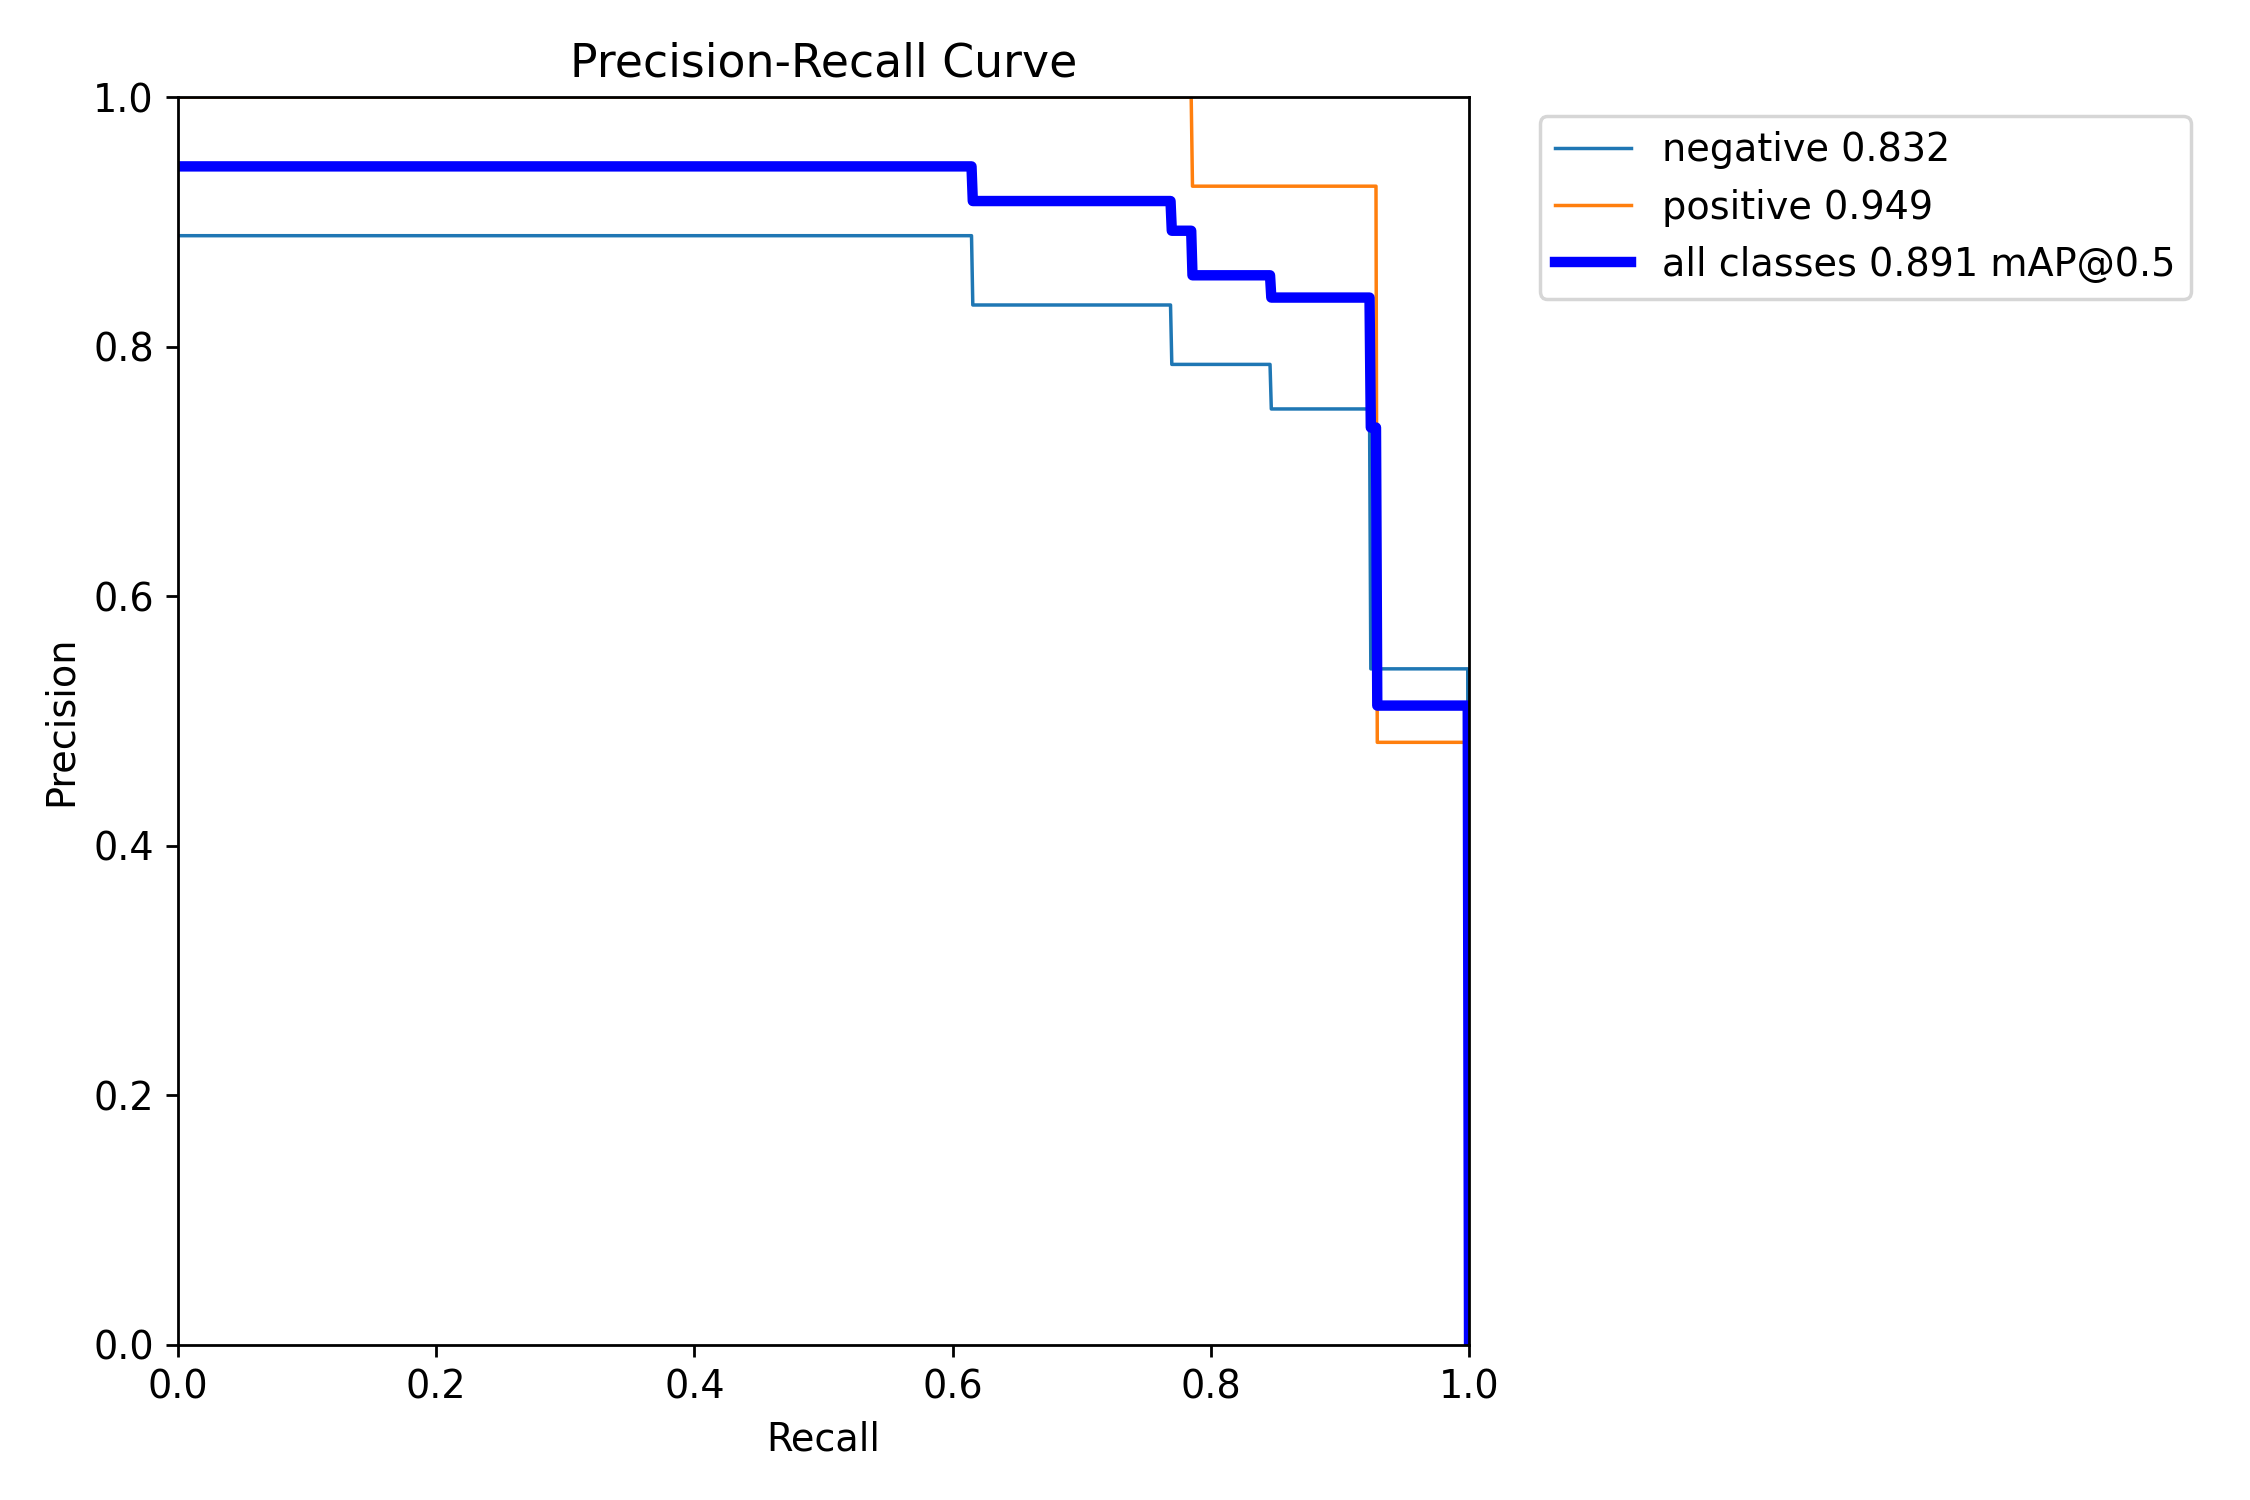 Precision-Recall Curve
1.0
0.8
0.6
0.4
0.2
0.0
Precision
0.0 0.2 0.4 0.6 0.8 1.0
Recall
negative 0.832
positive 0.949
all classes 0.891 mAP@0.5